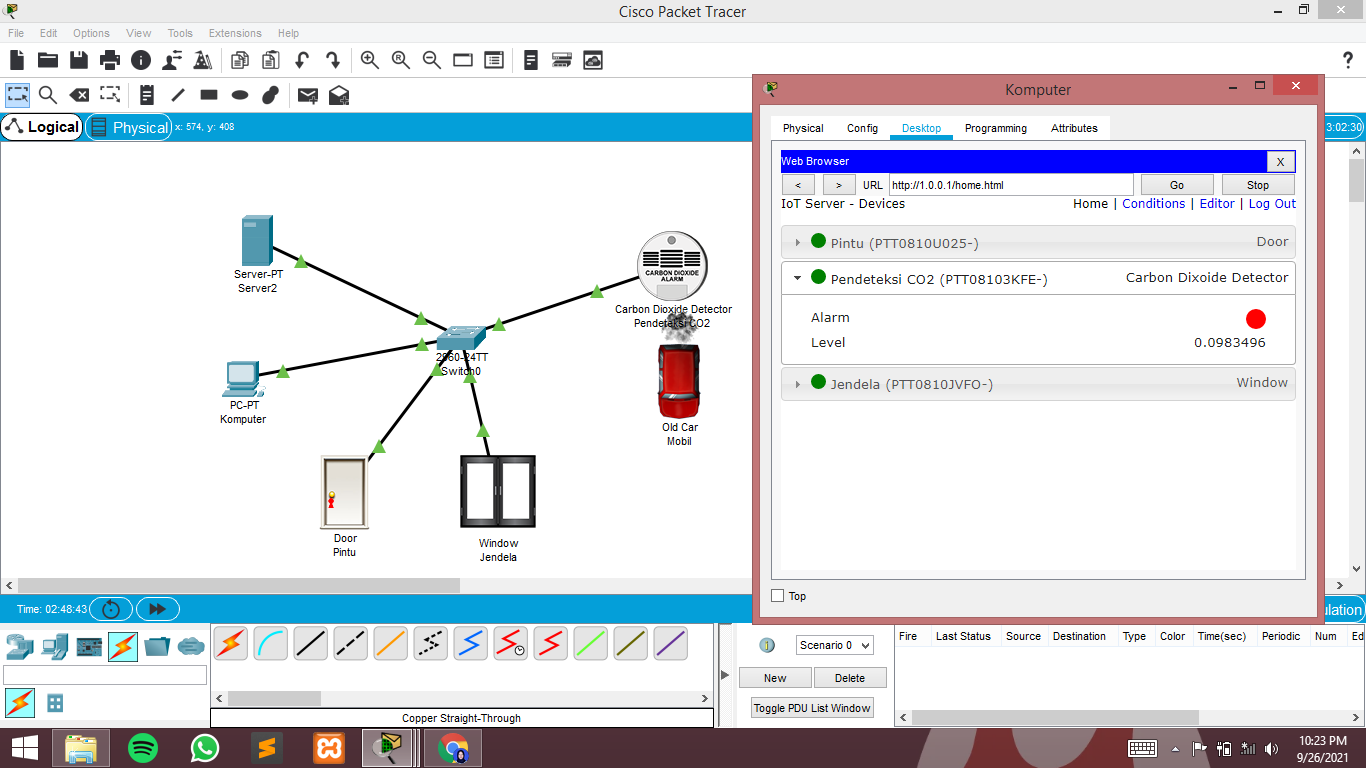 Cisco Packet Tracer
File Edit Options View Tools Extensions Help
?
Logical Physical x: 574, y: 408
3:02:30
Server-PT
Server2
CARBON DIOXIDE
ALARM
Carbon Dioxide Detector
Pendeteksi CO2
2960-24TT
Switch0
PC-PT
Komputer
Old Car
Mobil
Door
Pintu
Window
Jendela
Komputer
Physical Config Desktop Programming Attributes
Web Browser X
< > URL http://1.0.0.1/home.html Go Stop
IoT Server - Devices Home | Conditions | Editor | Log Out
Pintu (PTT0810U025-) Door
Pendeteksi CO2 (PTT08103KFE-) Carbon Dixoide Detector
Alarm
Level 0.0983496
Jendela (PTT0810JVFO-) Window
Top
Time: 02:48:43
ulation
Copper Straight-Through
Scenario 0
New Delete
Toggle PDU List Window
Fire Last Status Source Destination Type Color Time(sec) Periodic Num Ed
10:23 PM
9/26/2021